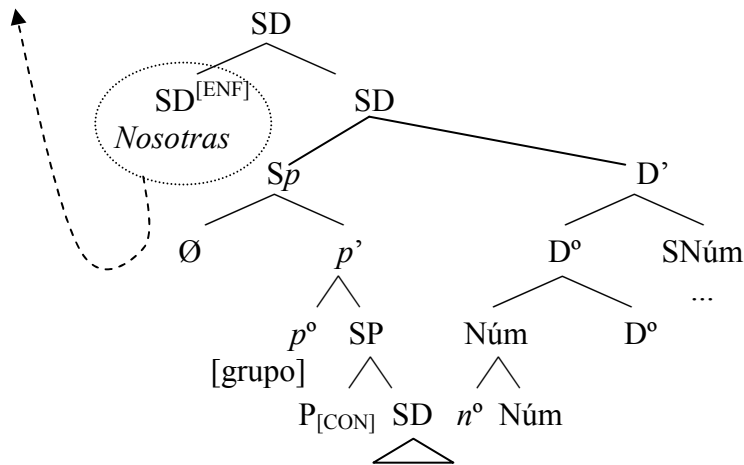 SD
SD[ENF] SD
Nosotras
Sp D’
Ø p’ Dº SNúm
...
pº SP Núm Dº
[grupo]
P[CON] SD nº Núm